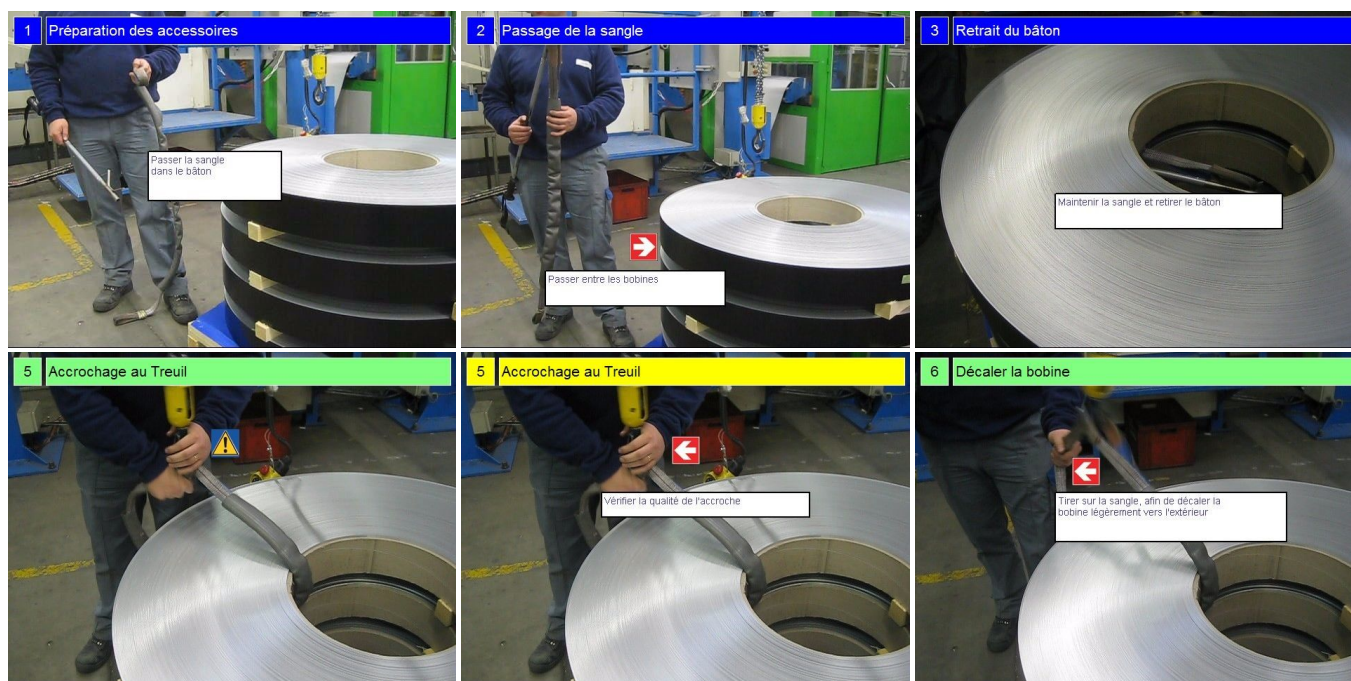 1 Préparation des accessoires
Passer la sangle
dans le bâton
2 Passage de la sangle
Passer entre les bobines
3 Retrait du bâton
Maintenir la sangle et retirer le bâton
5 Accrochage au Treuil
5 Accrochage au Treuil
Vérifier la qualité de l'accroche
6 Décaler la bobine
Tirer sur la sangle, afin de décaler la
bobine légèrement vers l'extérieur